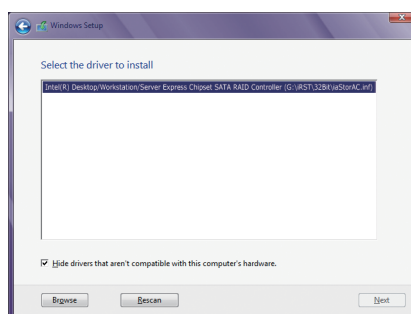 Windows Setup
Select the driver to install
Intel(R) Desktop/Workstation/Server Express Chipset SATA RAID Controller (G:\iRST\32Bit\iaStorAC.inf)
Hide drivers that aren't compatible with this computer's hardware.
Browse Rescan Next